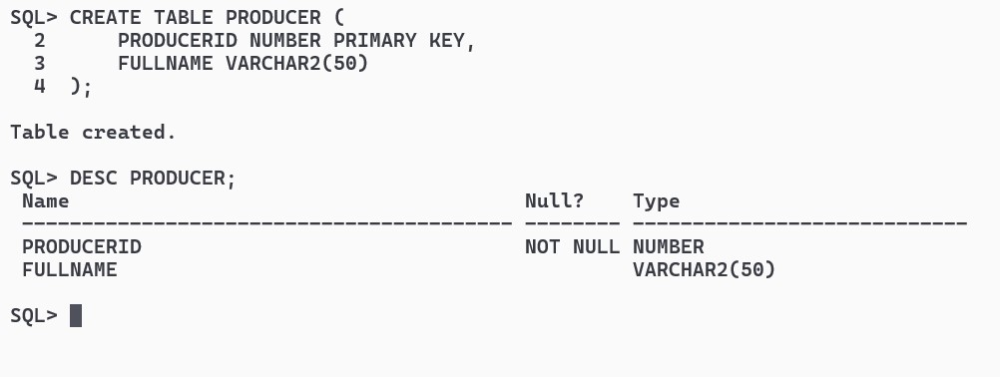 SQL> CREATE TABLE PRODUCER (
  2      PRODUCERID NUMBER PRIMARY KEY,
  3      FULLNAME VARCHAR2(50)
  4  );
Table created.
SQL> DESC PRODUCER;
 Name                                      Null?    Type
 ----------------------------------------- -------- ----------------------------
 PRODUCERID                                NOT NULL NUMBER
 FULLNAME                                           VARCHAR2(50)
SQL>